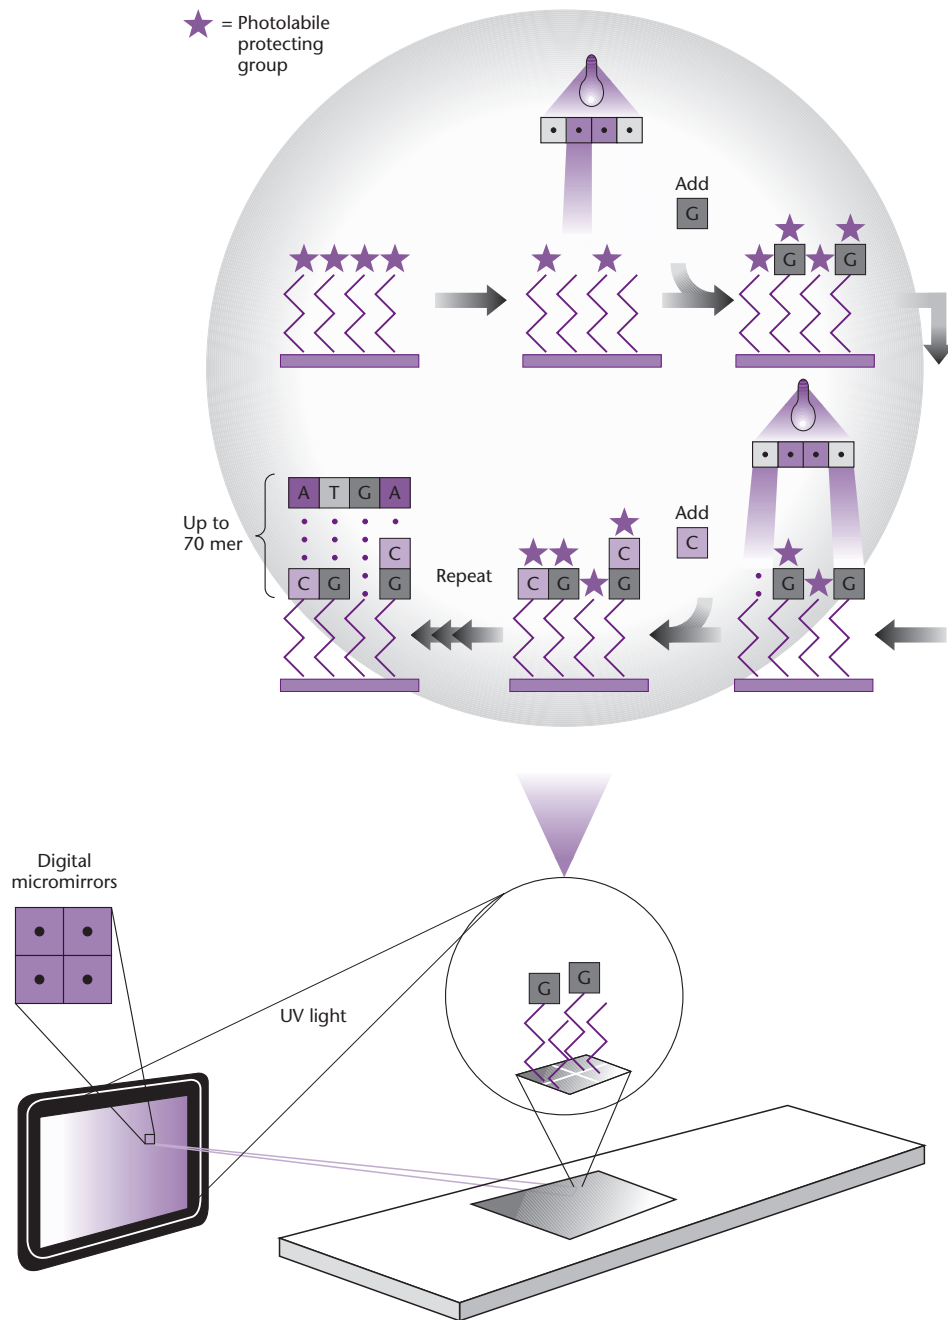 = Photolabile
protecting
group
Add
G
G G
A T G A
Up to
70 mer
C
C G G
Repeat
C
C G G
Add
C
G G
Digital
micromirrors
UV light
G G